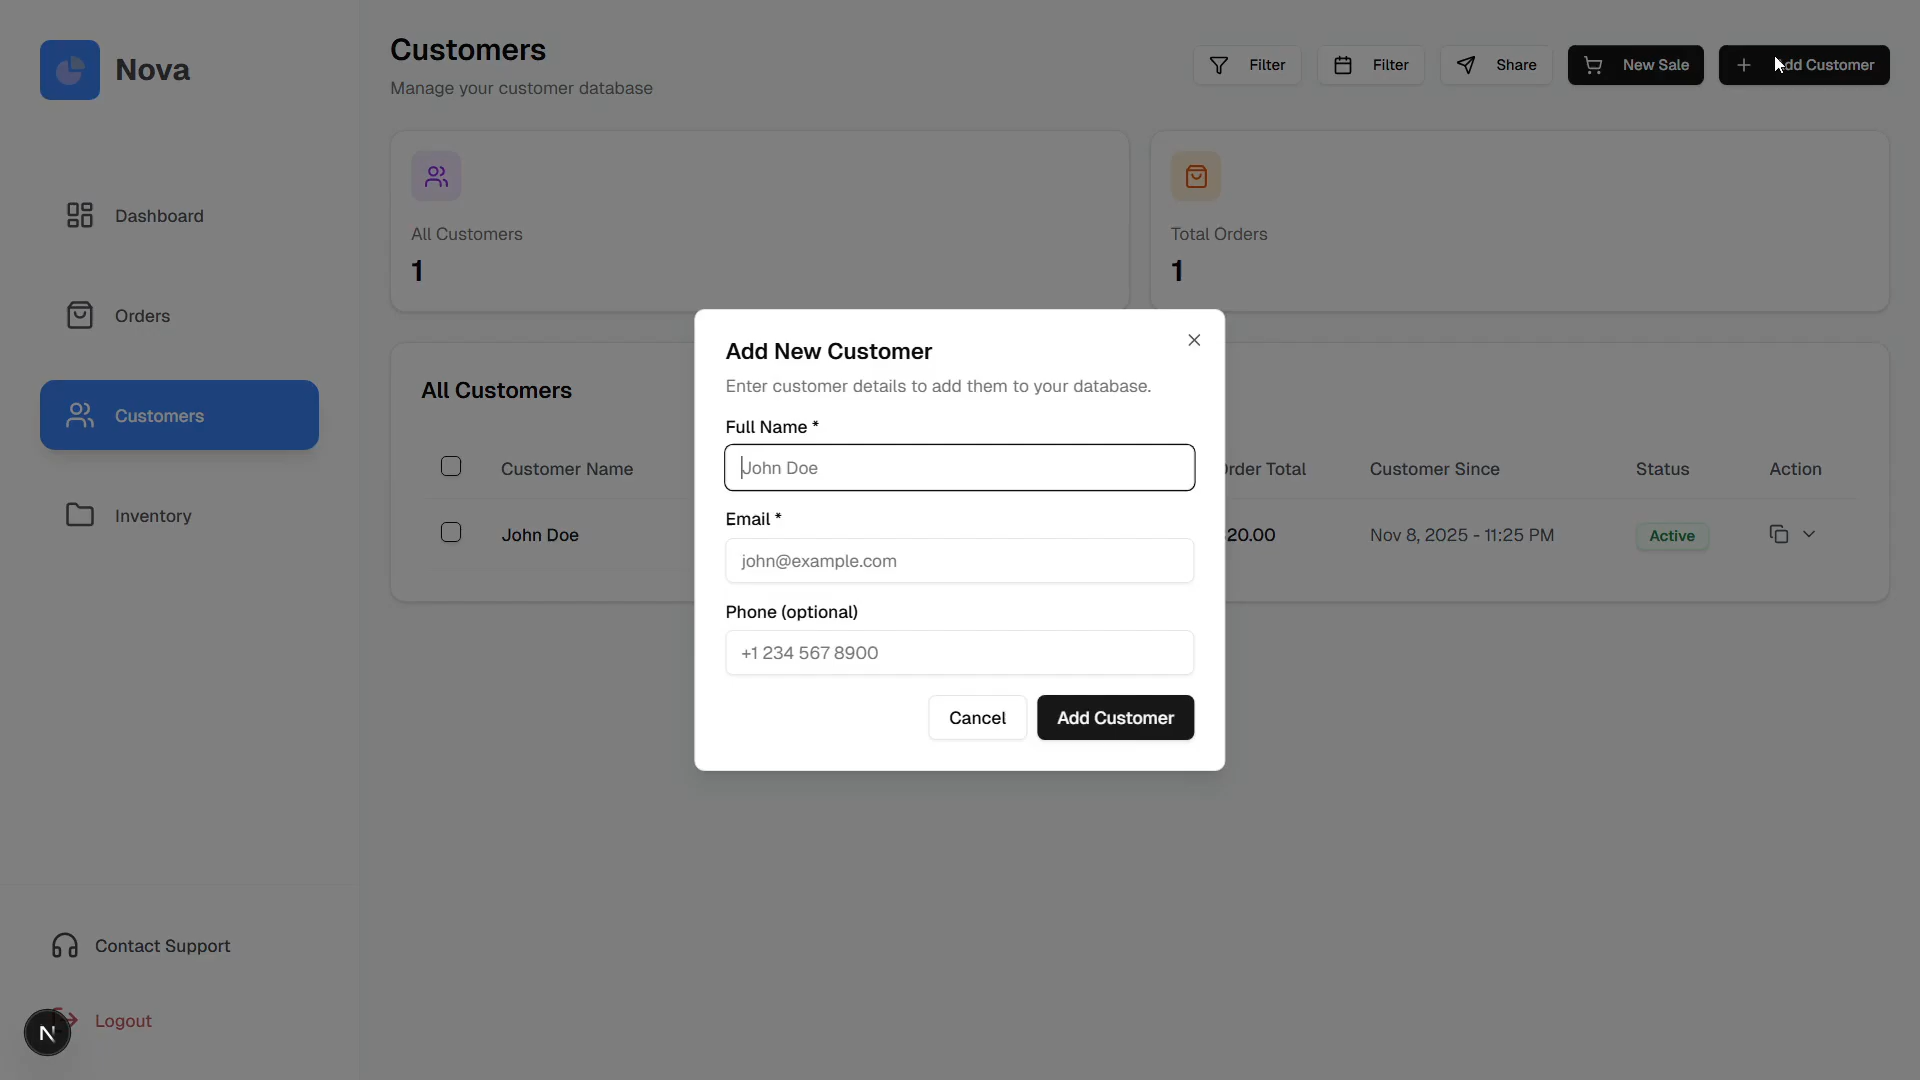 Nova
Customers
Manage your customer database
Filter
Filter
Share
New Sale
Add Customer
Dashboard
Orders
Customers
Inventory
All Customers
1
Total Orders
1
All Customers
Customer Name
Order Total
Customer Since
Status
Action
John Doe
20.00
Nov 8, 2025 - 11:25 PM
Active
Add New Customer
Enter customer details to add them to your database.
Full Name *
John Doe
Email *
john@example.com
Phone (optional)
+1 234 567 8900
Cancel
Add Customer
Contact Support
Logout
N